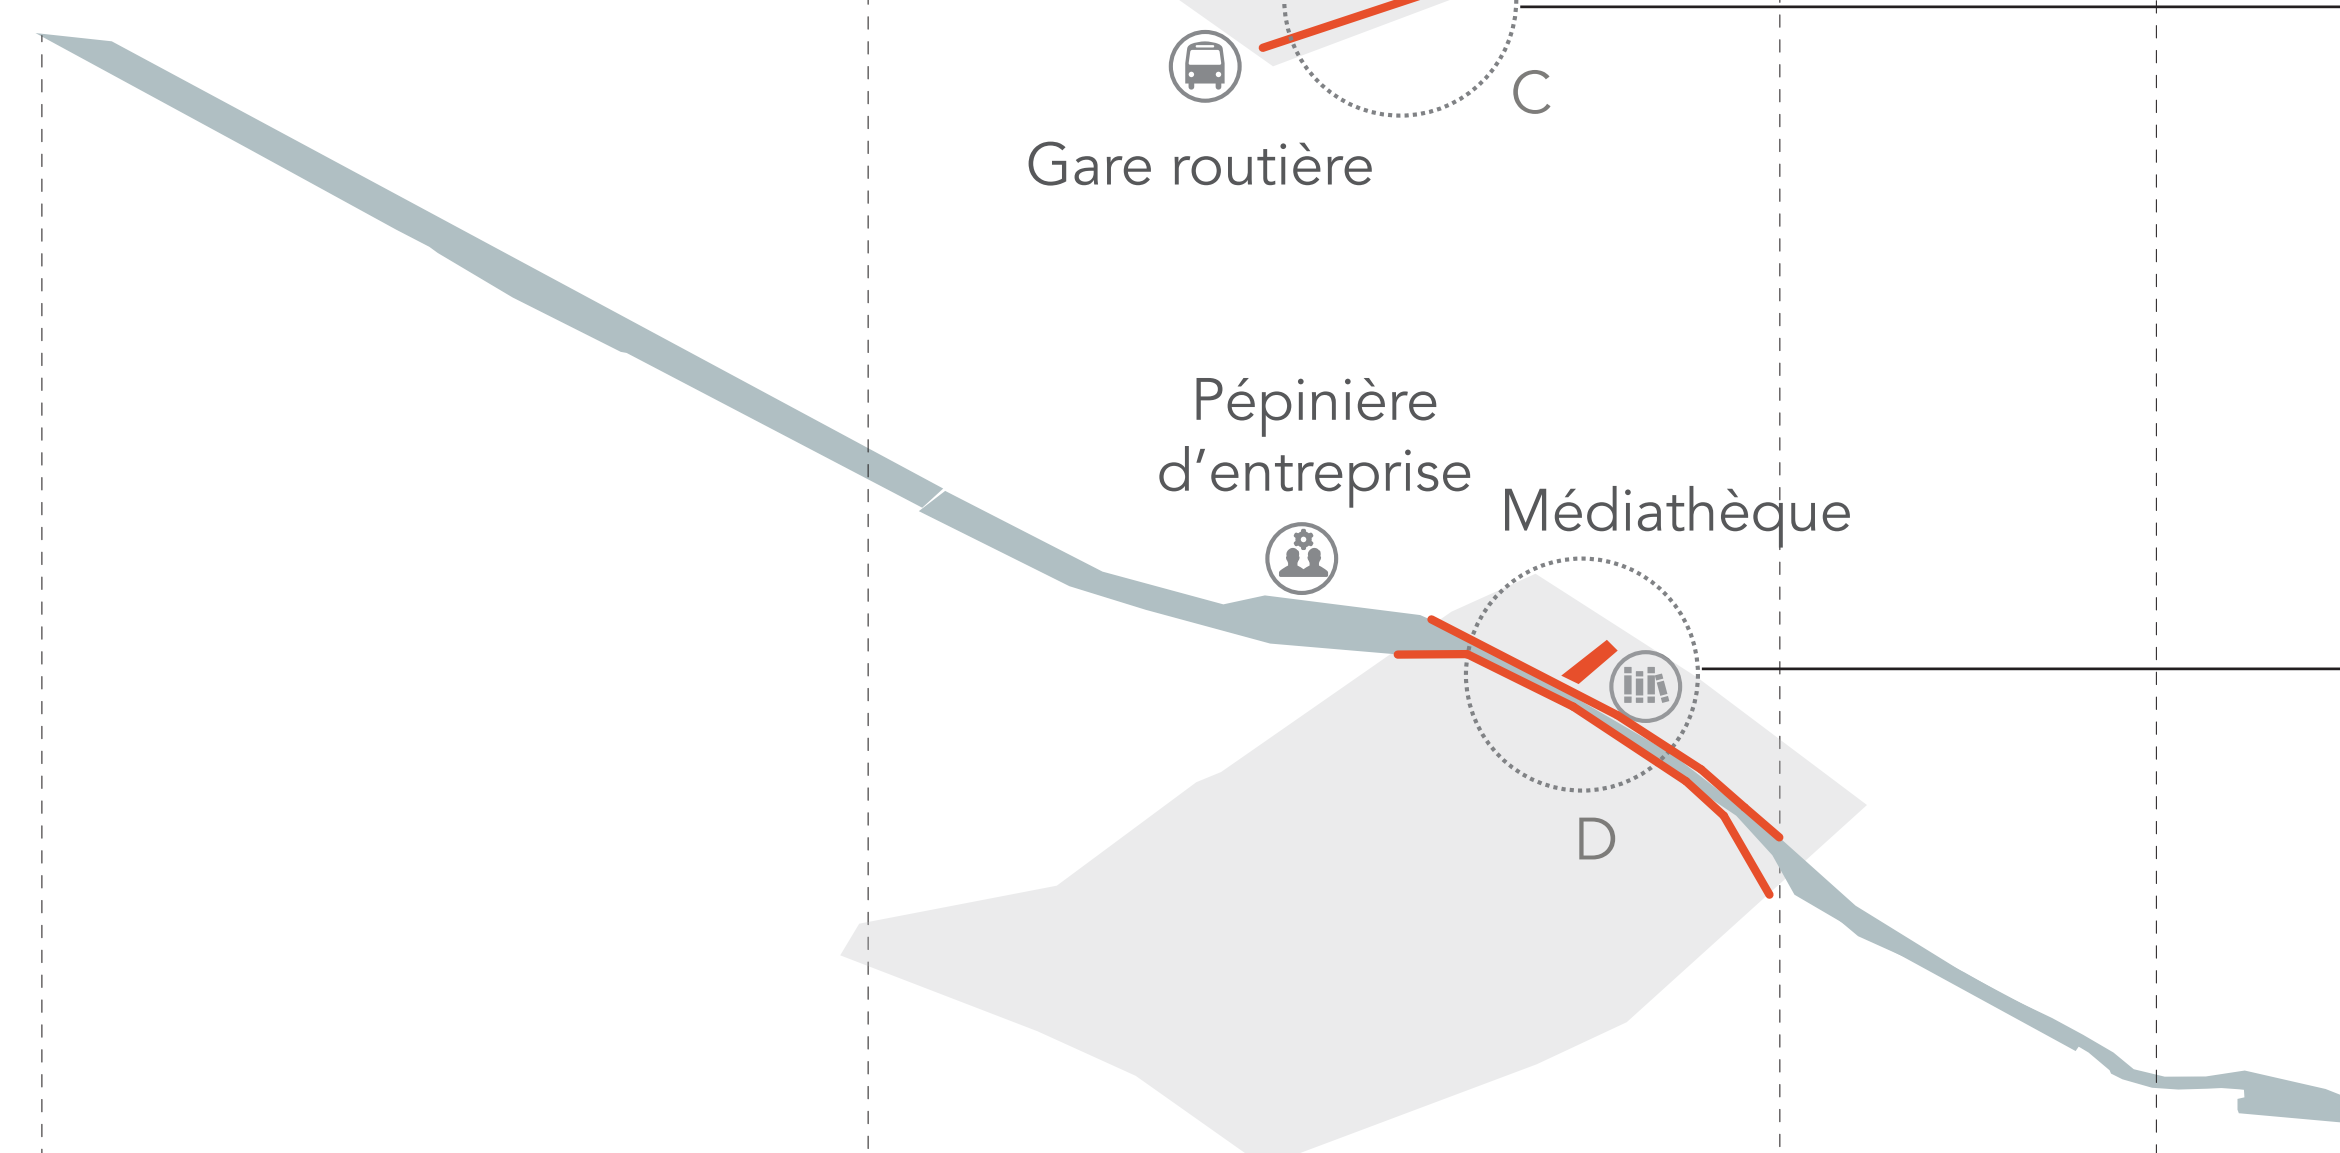 C
Gare routière
Pépinière
d’entreprise
Médiathèque
D